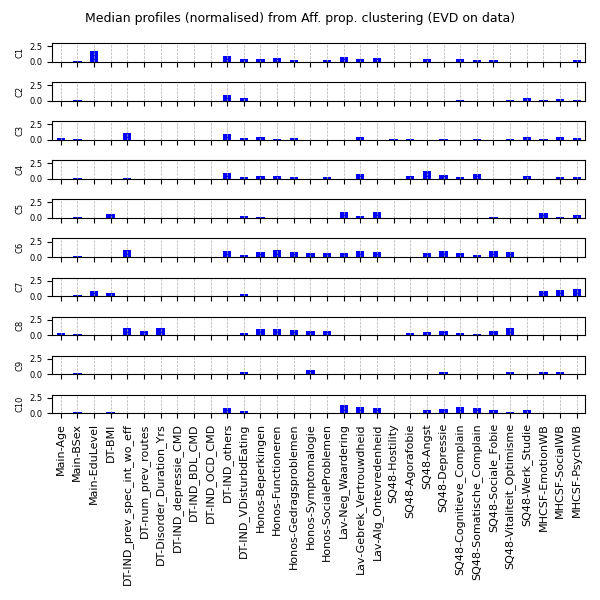 Median profiles (normalised) from Aff. prop. clustering (EVD on data)
C1
2.5
0.0
C2
2.5
0.0
C3
2.5
0.0
C4
2.5
0.0
C5
2.5
0.0
C6
2.5
0.0
C7
2.5
0.0
C8
2.5
0.0
C9
2.5
0.0
C10
2.5
0.0
Main-Age
Main-BSex
Main-EduLevel
DT-BMI
DT-IND_prev_spec_int_wo_eff
DT-num_prev_routes
DT-Disorder_Duration_Yrs
DT-IND_depressie_CMD
DT-IND_BDL_CMD
DT-IND_OCD_CMD
DT-IND_others
DT-IND_VDIsturbdEating
Honos-Beperkingen
Honos-Functioneren
Honos-Gedragsproblemen
Honos-Symptomalogie
Honos-SocialeProblemen
Lav-Neg_Waardering
Lav-Gebrek_Vertrouwdheid
Lav-Alg_Ontevredenheid
SQ48-Hostility
SQ48-Agorafobie
SQ48-Angst
SQ48-Depressie
SQ48-Cognitieve_Complain
SQ48-Somatische_Complain
SQ48-Sociale_Fobie
SQ48-Vitaliteit_Optimisme
SQ48-Werk_Studie
MHCSF-EmotionWB
MHCSF-SocialWB
MHCSF-PsychWB